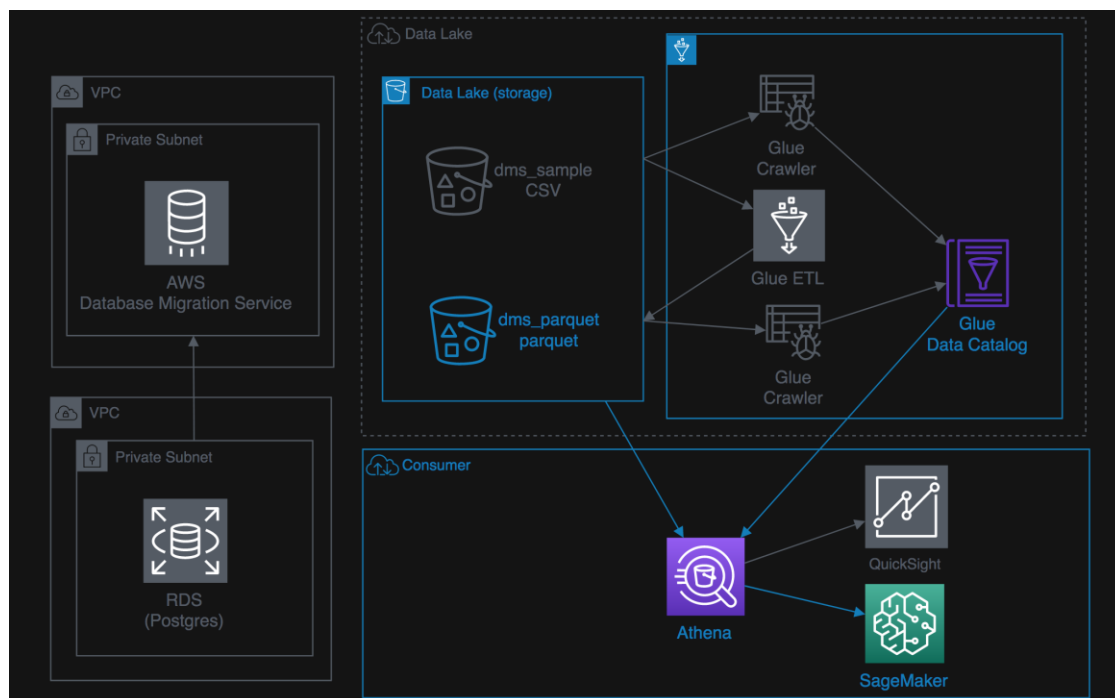 VPC
Private Subnet
AWS
Database Migration Service
VPC
Private Subnet
RDS
(Postgres)
Data Lake
Data Lake (storage)
dms_sample
CSV
dms_parquet
parquet
Glue
Crawler
Glue ETL
Glue
Crawler
Glue
Data Catalog
Consumer
Athena
QuickSight
SageMaker